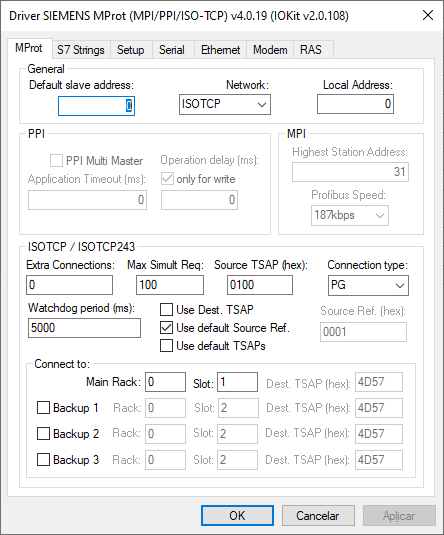 Driver SIEMENS MProt (MPI/PPI/ISO-TCP) v4.0.19 (IOKit v2.0.108)
MProt S7 Strings Setup Serial Ethernet Modem RAS
General
Default slave address: Network: Local Address:
0 ISOTCP 0
PPI MPI
PPI Multi Master Operation delay (ms): Highest Station Address:
Application Timeout (ms): only for write 31
0 0 Profibus Speed:
187kbps
ISOTCP / ISOTCP243
Extra Connections: Max Simult Req: Source TSAP (hex): Connection type:
0 100 0100 PG
Watchdog period (ms): Use Dest. TSAP Source Ref. (hex):
5000 Use default Source Ref. 0001
Use default TSAPs
Connect to:
Main Rack: 0 Slot: 1 Dest. TSAP (hex): 4D57
Backup 1 Rack: 0 Slot: 2 Dest. TSAP (hex): 4D57
Backup 2 Rack: 0 Slot: 2 Dest. TSAP (hex): 4D57
Backup 3 Rack: 0 Slot: 2 Dest. TSAP (hex): 4D57
OK Cancelar Aplicar